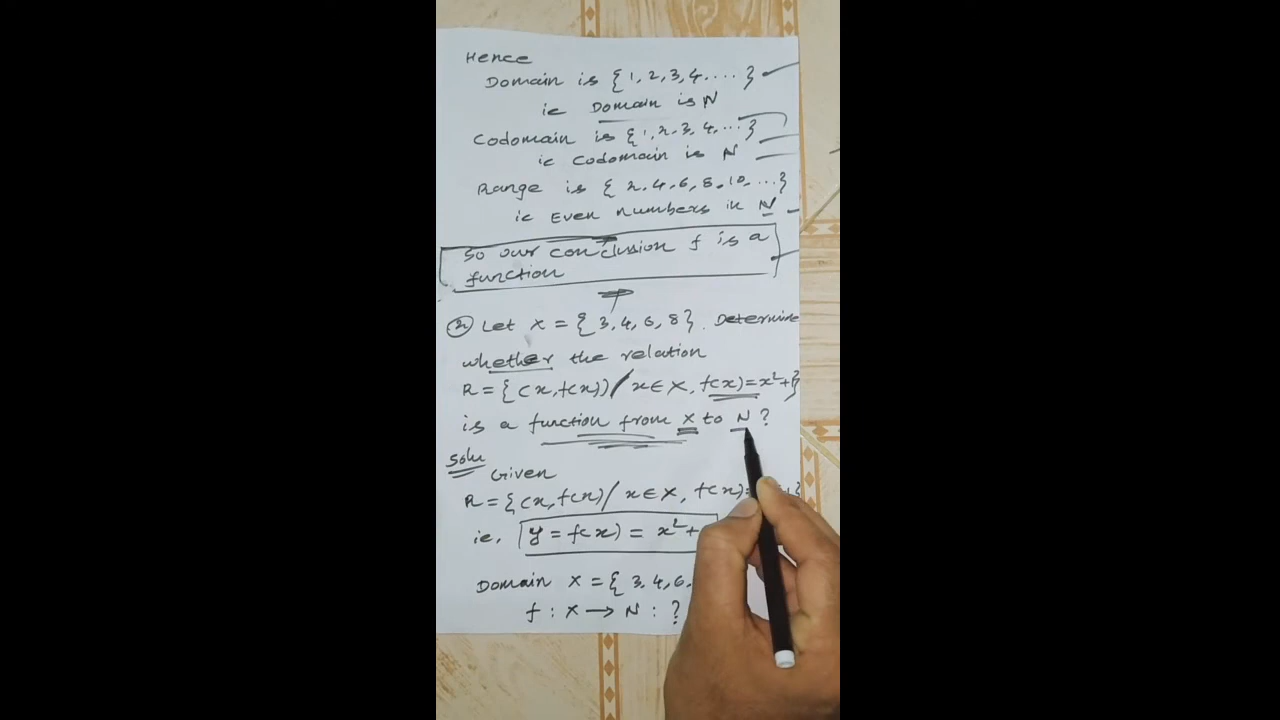 Hence
Domain is {1, 2, 3, 4, ....}
ie Domain is N
Codomain is {1, 2, 3, 4, ...}
ie Codomain is N
Range is {2, 4, 6, 8, 10, ...}
ie Even numbers in N
So our conclusion f is a
function
② Let X = {3, 4, 6, 8}. Determine
whether the relation
R = {(x, f(x)) / x ∈ X, f(x) = x²+}
is a function from X to N?
Solu
Given
R = {(x, f(x) / x ∈ X, f(x) =
ie, y = f(x) = x²+
Domain X = {3, 4, 6,
f : X → N : ?